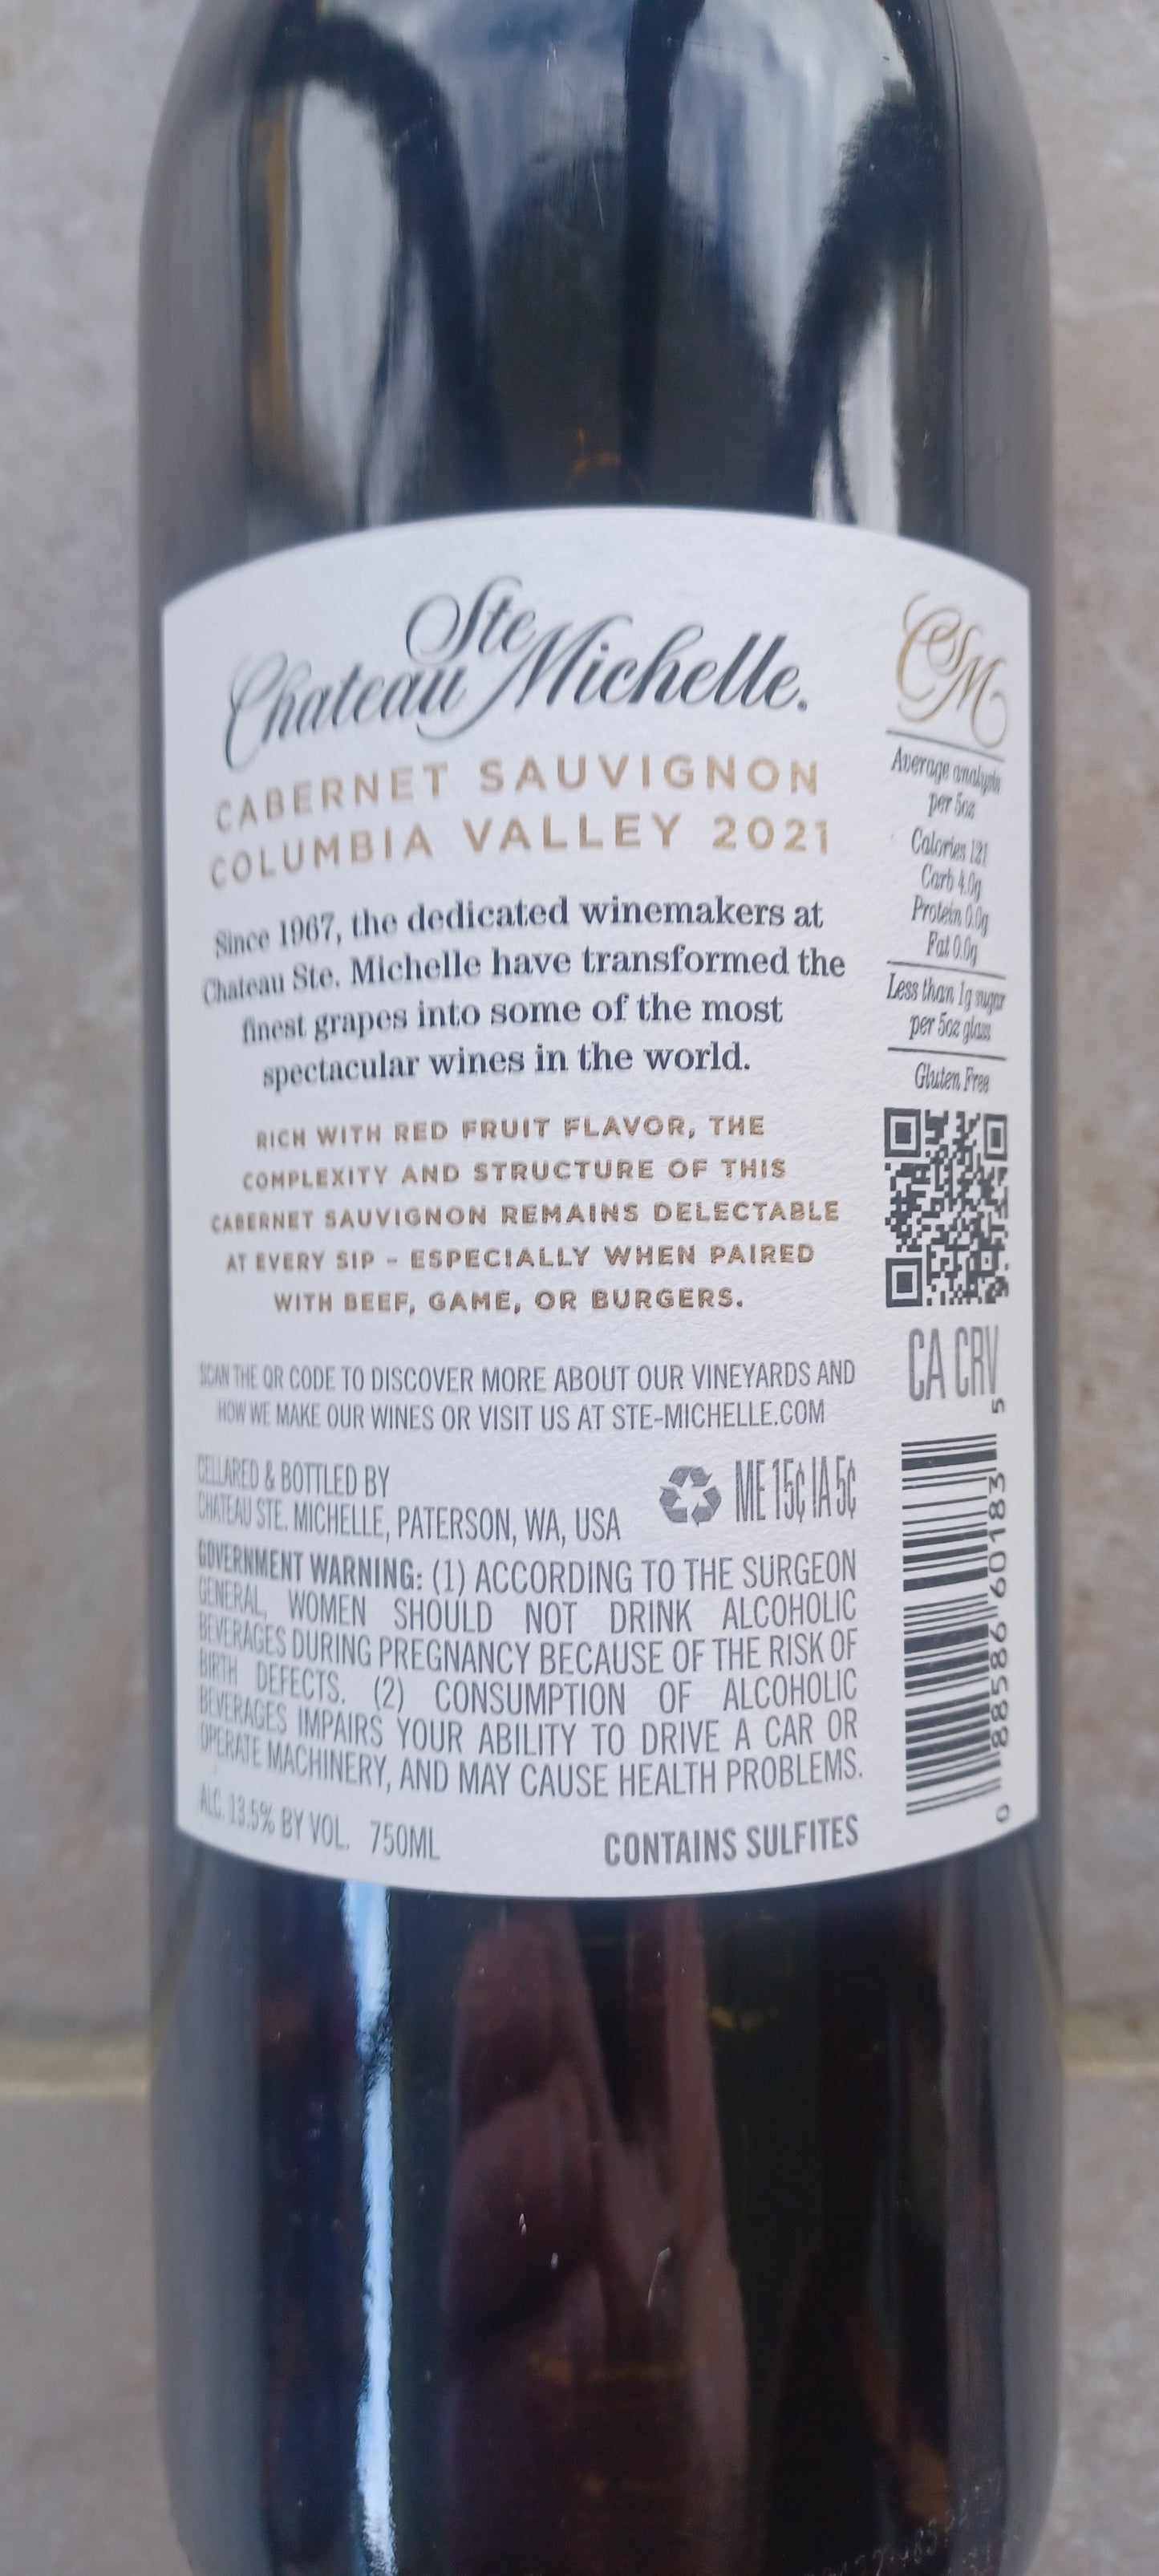 Chateau Ste Michelle.
CABERNET SAUVIGNON
COLUMBIA VALLEY 2021
Since 1967, the dedicated winemakers at
Chateau Ste. Michelle have transformed the
finest grapes into some of the most
spectacular wines in the world.
RICH WITH RED FRUIT FLAVOR, THE
COMPLEXITY AND STRUCTURE OF THIS
CABERNET SAUVIGNON REMAINS DELECTABLE
AT EVERY SIP – ESPECIALLY WHEN PAIRED
WITH BEEF, GAME, OR BURGERS.
SCAN THE QR CODE TO DISCOVER MORE ABOUT OUR VINEYARDS AND
HOW WE MAKE OUR WINES OR VISIT US AT STE-MICHELLE.COM
CELLARED & BOTTLED BY
CHATEAU STE. MICHELLE, PATERSON, WA, USA
ME 15¢ IA 5¢
GOVERNMENT WARNING: (1) ACCORDING TO THE SURGEON
GENERAL, WOMEN SHOULD NOT DRINK ALCOHOLIC
BEVERAGES DURING PREGNANCY BECAUSE OF THE RISK OF
BIRTH DEFECTS. (2) CONSUMPTION OF ALCOHOLIC
BEVERAGES IMPAIRS YOUR ABILITY TO DRIVE A CAR OR
OPERATE MACHINERY, AND MAY CAUSE HEALTH PROBLEMS.
ALC. 13.5% BY VOL. 750ML
CONTAINS SULFITES
CSM
Average analysis
per 5oz
Calories 121
Carb 4.0g
Protein 0.0g
Fat 0.0g
Less than 1g sugar
per 5oz glass
Gluten Free
CA CRV
0 88586 60183 5